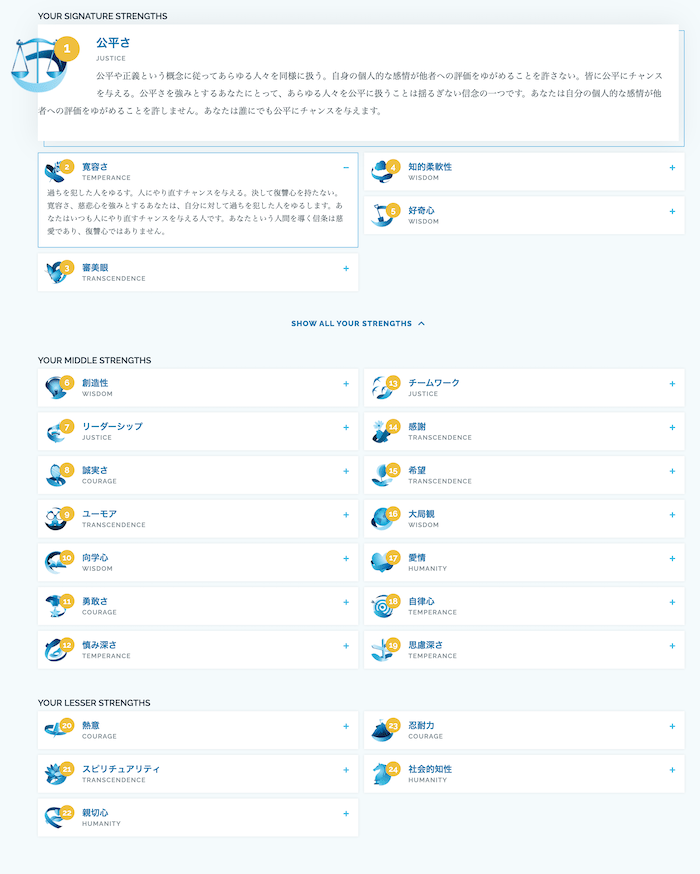 YOUR SIGNATURE STRENGTHS
1
公平さ
JUSTICE
公平や正義という概念に従ってあらゆる人々を同様に扱う。自身の個人的な感情が他者への評価をゆがめることを許さない。皆に公平にチャンス
を与える。公平さを強みとするあなたにとって、あらゆる人々を公平に扱うことは揺るぎない信念の一つです。あなたは自分の個人的な感情が他
者への評価をゆがめることを許しません。あなたは誰にでも公平にチャンスを与えます。
2
寛容さ
TEMPERANCE
過ちを犯した人をゆるす。人にやり直すチャンスを与える。決して復讐心を持たない。
寛容さ、慈悲心を強みとするあなたは、自分に対して過ちを犯した人をゆるします。あ
なたはいつも人にやり直すチャンスを与える人です。あなたという人間を導く信条は慈
愛であり、復讐心ではありません。
3
審美眼
TRANSCENDENCE
4
知的柔軟性
WISDOM
5
好奇心
WISDOM
SHOW ALL YOUR STRENGTHS
YOUR MIDDLE STRENGTHS
6
創造性
WISDOM
7
リーダーシップ
JUSTICE
8
誠実さ
COURAGE
9
ユーモア
TRANSCENDENCE
10
向学心
WISDOM
11
勇敢さ
COURAGE
12
慎み深さ
TEMPERANCE
13
チームワーク
JUSTICE
14
感謝
TRANSCENDENCE
15
希望
TRANSCENDENCE
16
大局観
WISDOM
17
愛情
HUMANITY
18
自律心
TEMPERANCE
19
思慮深さ
TEMPERANCE
YOUR LESSER STRENGTHS
20
熱意
COURAGE
21
スピリチュアリティ
TRANSCENDENCE
22
親切心
HUMANITY
23
忍耐力
COURAGE
24
社会的知性
HUMANITY